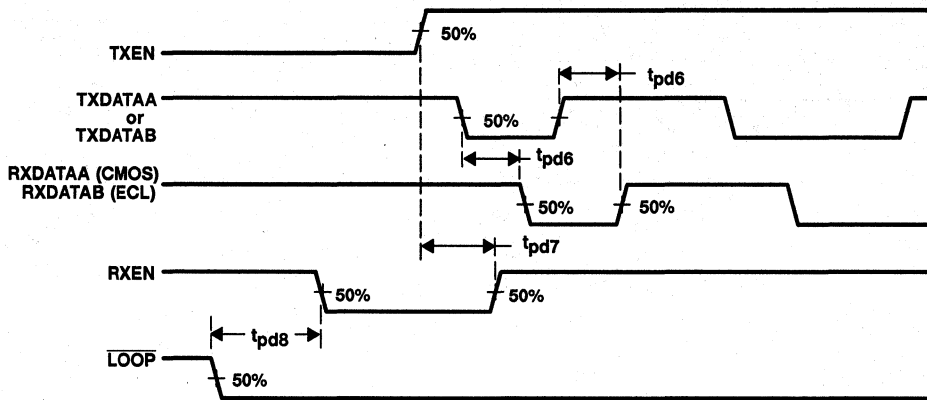 50%
TXEN
tpd6
TXDATAA
or
TXDATAB
50%
50%
tpd6
RXDATAA (CMOS)
RXDATAB (ECL)
50%
50%
tpd7
RXEN
50%
50%
tpd8
LOOP
50%